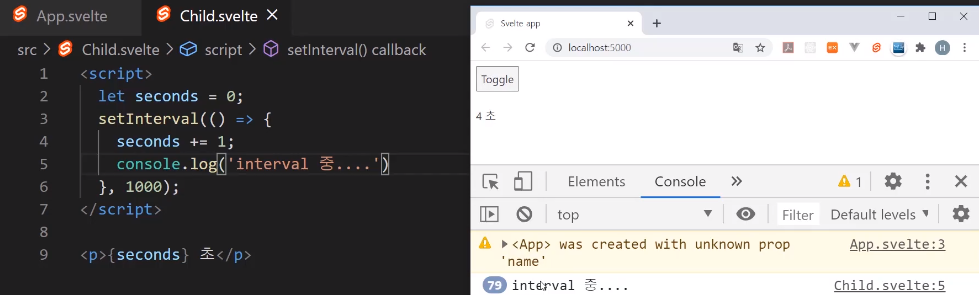 App.svelte
Child.svelte
src > Child.svelte > script > setInterval() callback
1 <script>
2 let seconds = 0;
3 setInterval(() => {
4 seconds += 1;
5 console.log('interval 중....')
6 }, 1000);
7 </script>
8
9 <p>{seconds} 초</p>
Svelte app
localhost:5000
H
Toggle
4 초
Elements
Console
1
top
Filter
Default levels
<App> was created with unknown prop
App.svelte:3
'name'
79 interval 중....
Child.svelte:5